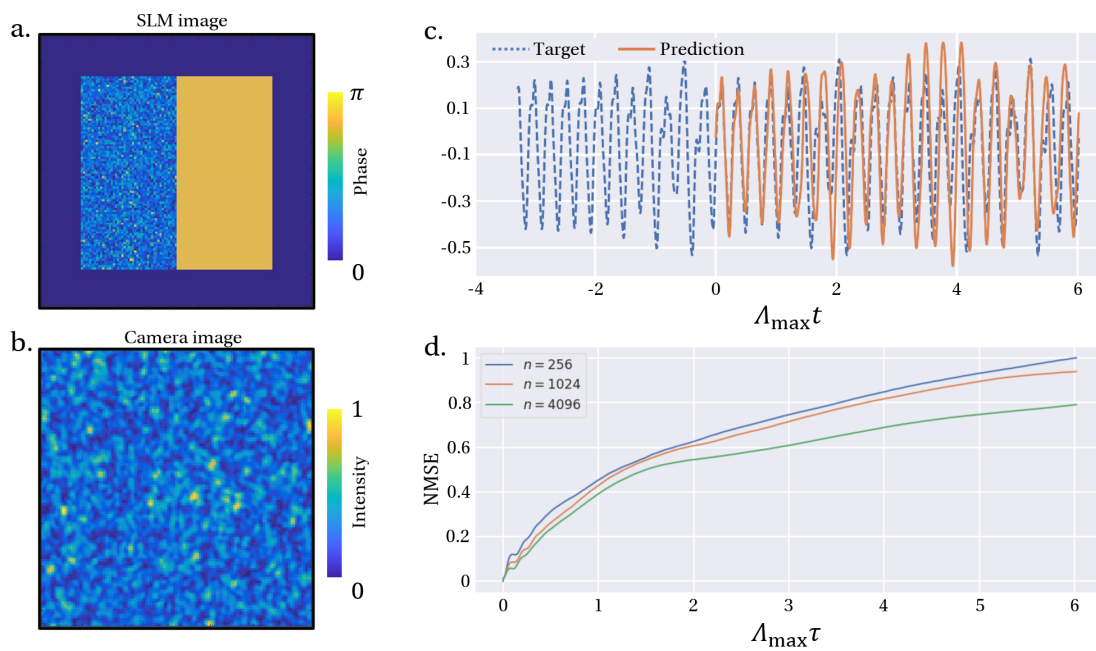 a.
SLM image
π
Phase
0
b.
Camera image
1
Intensity
0
c.
Target
Prediction
0.3
0.1
-0.1
-0.3
-0.5
-4 -2 0 2 4 6
Λmax t
d.
n = 256
n = 1024
n = 4096
1
0.8
0.6
0.4
0.2
0
NMSE
0 1 2 3 4 5 6
Λmax τ